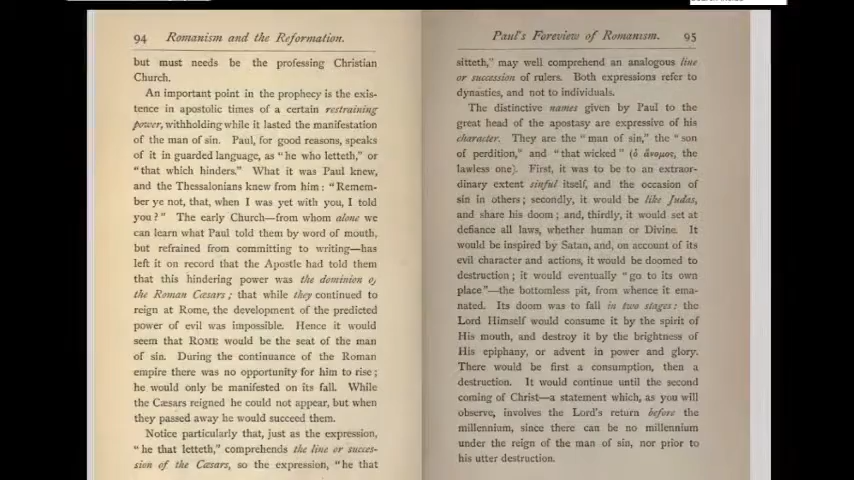 94 Romanism and the Reformation.
but must needs be the professing Christian
Church.
An important point in the prophecy is the exis-
tence in apostolic times of a certain restraining
power, withholding while it lasted the manifestation
of the man of sin. Paul, for good reasons, speaks
of it in guarded language, as "he who letteth," or
"that which hinders." What it was Paul knew,
and the Thessalonians knew from him: "Remem-
ber ye not, that, when I was yet with you, I told
you?" The early Church—from whom alone we
can learn what Paul told them by word of mouth,
but refrained from committing to writing—has
left it on record that the Apostle had told them
that this hindering power was the dominion of
the Roman Cæsars; that while they continued to
reign at Rome, the development of the predicted
power of evil was impossible. Hence it would
seem that ROME would be the seat of the man
of sin. During the continuance of the Roman
empire there was no opportunity for him to rise;
he would only be manifested on its fall. While
the Cæsars reigned he could not appear, but when
they passed away he would succeed them.
Notice particularly that, just as the expression,
"he that letteth," comprehends the line or succes-
sion of the Cæsars, so the expression, "he that
Paul's Foreview of Romanism. 95
sitteth," may well comprehend an analogous line
or succession of rulers. Both expressions refer to
dynasties, and not to individuals.
The distinctive names given by Paul to the
great head of the apostasy are expressive of his
character. They are the "man of sin," the "son
of perdition," and "that wicked" (ὁ ἄνομος, the
lawless one). First, it was to be to an extraor-
dinary extent sinful itself, and the occasion of
sin in others; secondly, it would be like Judas,
and share his doom; and, thirdly, it would set at
defiance all laws, whether human or Divine. It
would be inspired by Satan, and, on account of its
evil character and actions, it would be doomed to
destruction; it would eventually "go to its own
place"—the bottomless pit, from whence it ema-
nated. Its doom was to fall in two stages: the
Lord Himself would consume it by the spirit of
His mouth, and destroy it by the brightness of
His epiphany, or advent in power and glory.
There would be first a consumption, then a
destruction. It would continue until the second
coming of Christ—a statement which, as you will
observe, involves the Lord's return before the
millennium, since there can be no millennium
under the reign of the man of sin, nor prior to
his utter destruction.